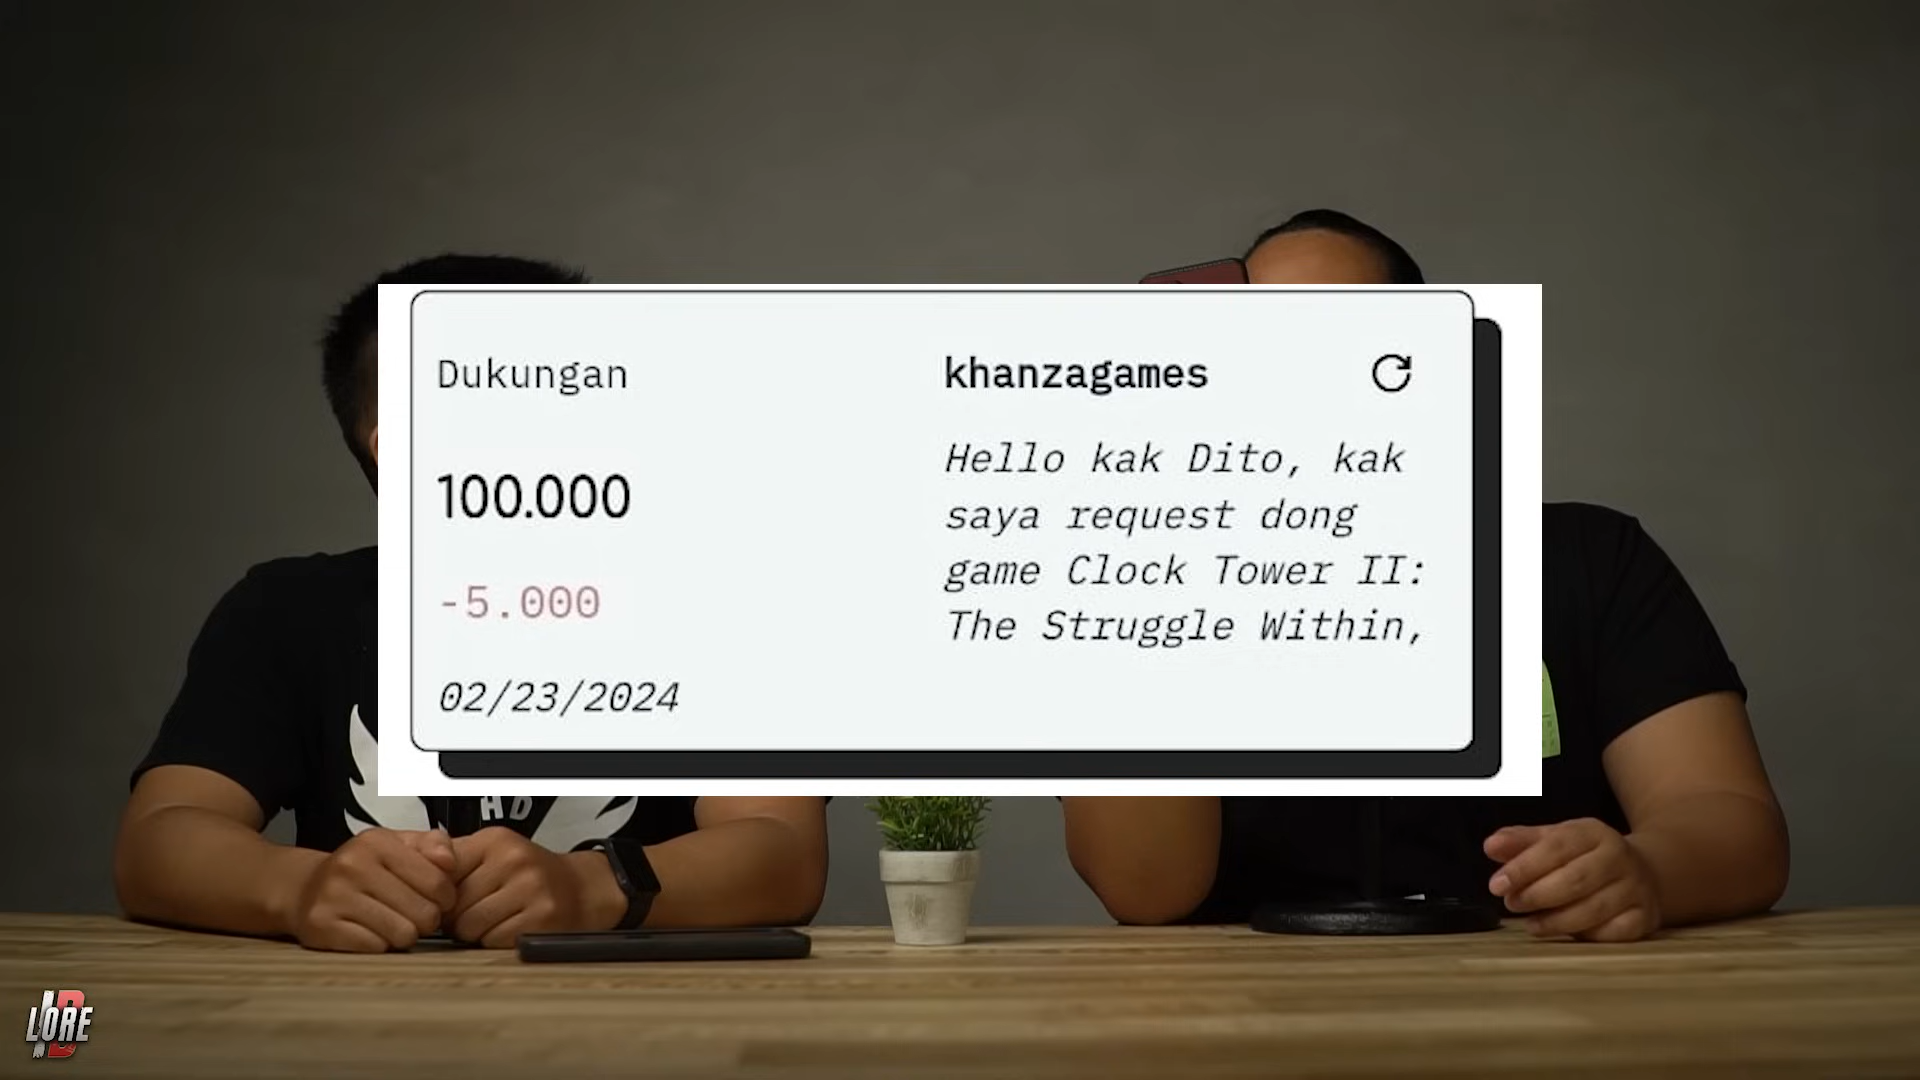 Dukungan
100.000
-5.000
02/23/2024
khanzagames
Hello kak Dito, kak
saya request dong
game Clock Tower II:
The Struggle Within,
HD
LORE